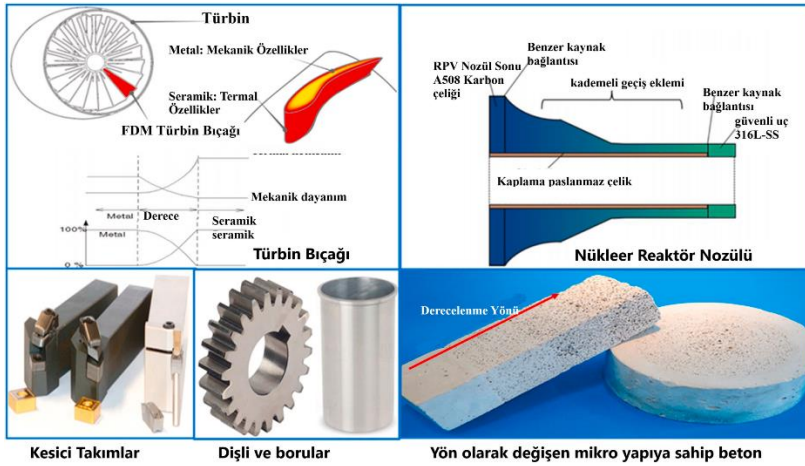 Türbin
Metal: Mekanik Özellikler
Seramik: Termal
Özellikler
FDM Türbin Bıçağı
Mekanik dayanım
Metal
Derece
Seramik
seramik
100%
Metal
0 %
Türbin Bıçağı
Benzer kaynak
bağlantısı
RPV Nozül Sonu
A508 Karbon
çeliği
kademeli geçiş eklemi
Benzer kaynak
bağlantısı
güvenli uç
316L-SS
Kaplama paslanmaz çelik
Nükleer Reaktör Nozülü
Kesici Takımlar
Dişli ve borular
Derecelenme Yönü
Yön olarak değişen mikro yapıya sahip beton